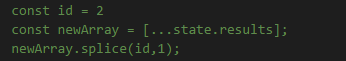 const id = 2
const newArray = [...state.results];
newArray.splice(id,1);